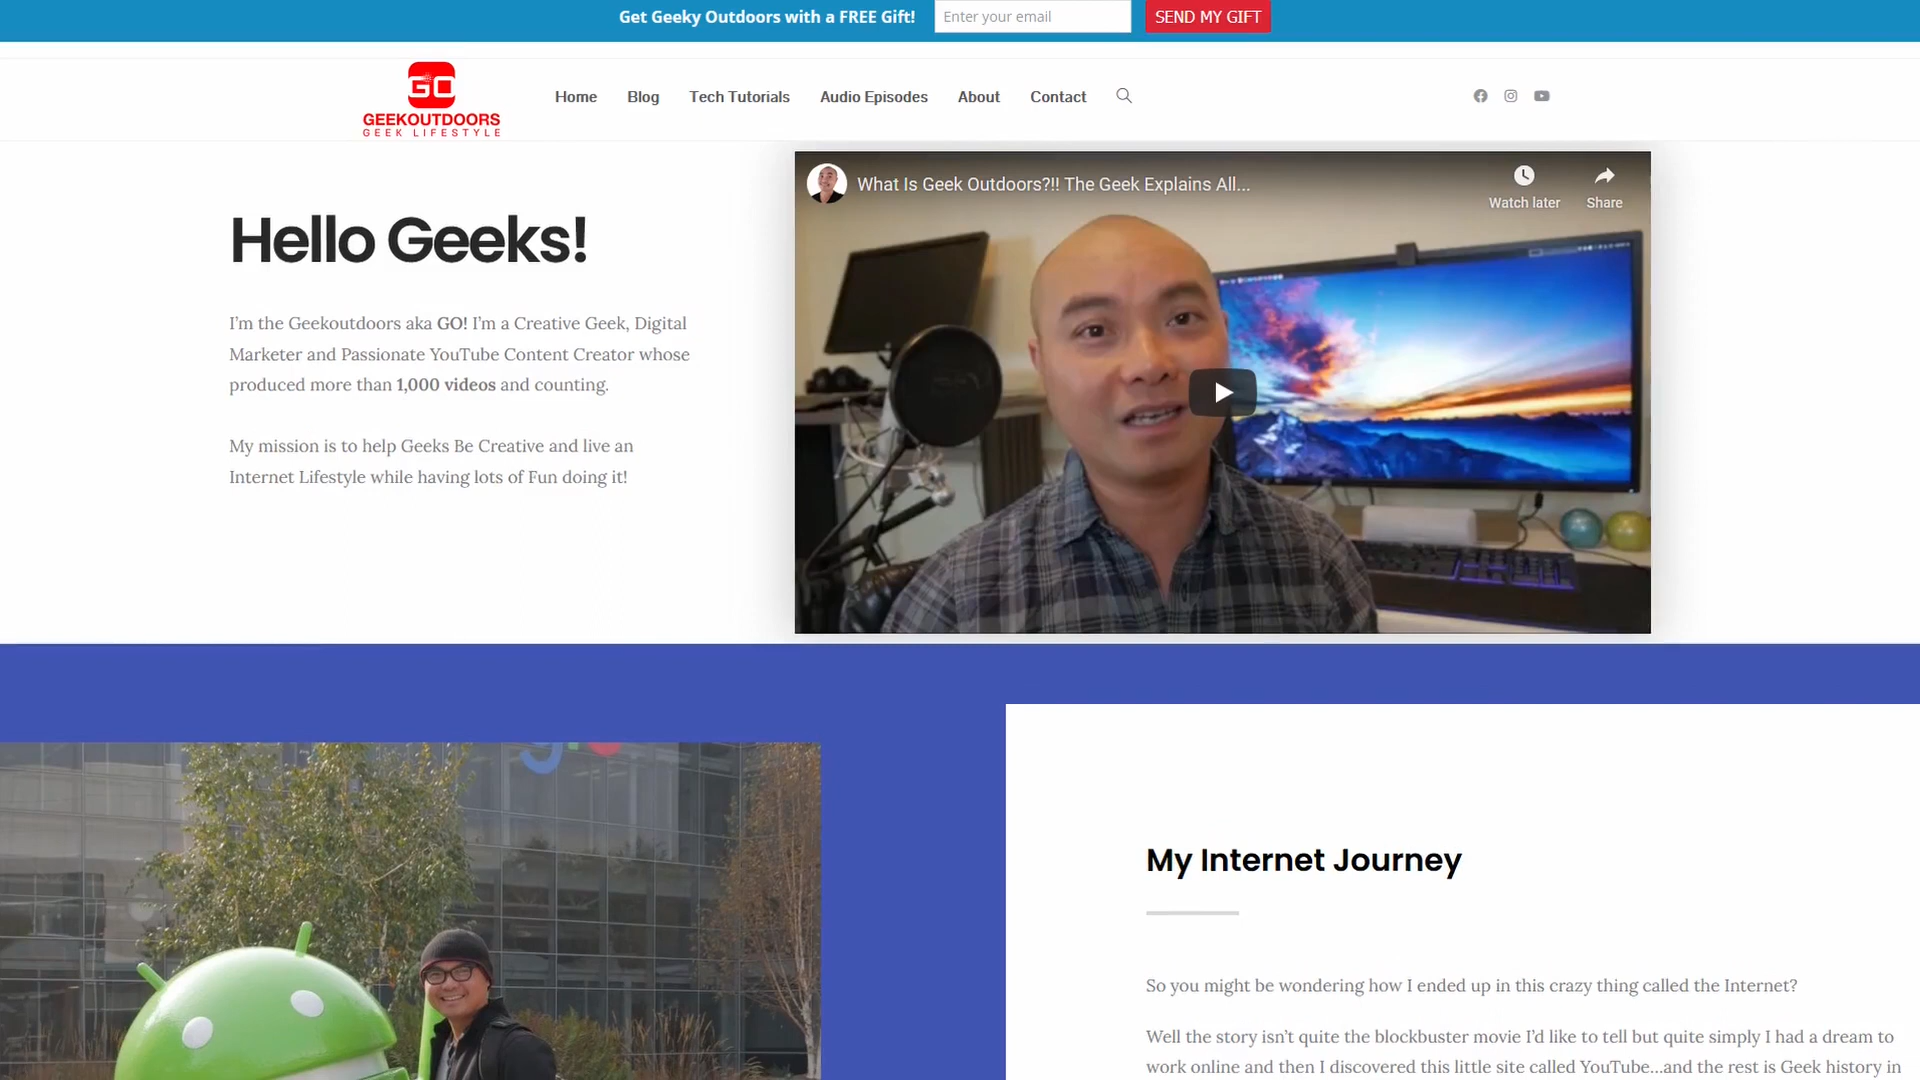 Get Geeky Outdoors with a FREE Gift!
Enter your email
SEND MY GIFT
GO
GEEKOUTDOORS
GEEK LIFESTYLE
Home
Blog
Tech Tutorials
Audio Episodes
About
Contact
What Is Geek Outdoors?!! The Geek Explains All...
Watch later
Share
Hello Geeks!
I'm the Geekoutdoors aka GO! I'm a Creative Geek, Digital
Marketer and Passionate YouTube Content Creator whose
produced more than 1,000 videos and counting.
My mission is to help Geeks Be Creative and live an
Internet Lifestyle while having lots of Fun doing it!
My Internet Journey
So you might be wondering how I ended up in this crazy thing called the Internet?
Well the story isn't quite the blockbuster movie I'd like to tell but quite simply I had a dream to
work online and then I discovered this little site called YouTube...and the rest is Geek history in